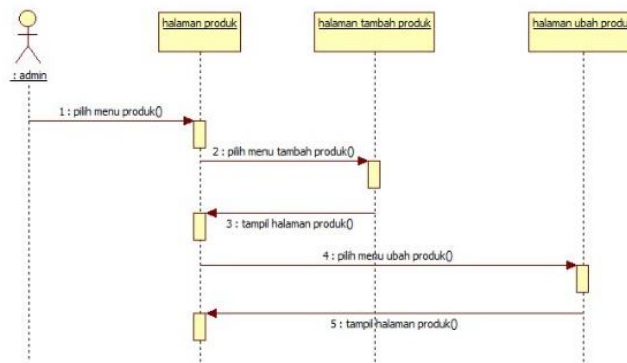 halaman produk
halaman tambah produk
halaman ubah produ
: admin
1 : pilih menu produk()
2 : pilih menu tambah produk()
3 : tampil halaman produk()
4 : pilih menu ubah produk()
5 : tampil halaman produk()